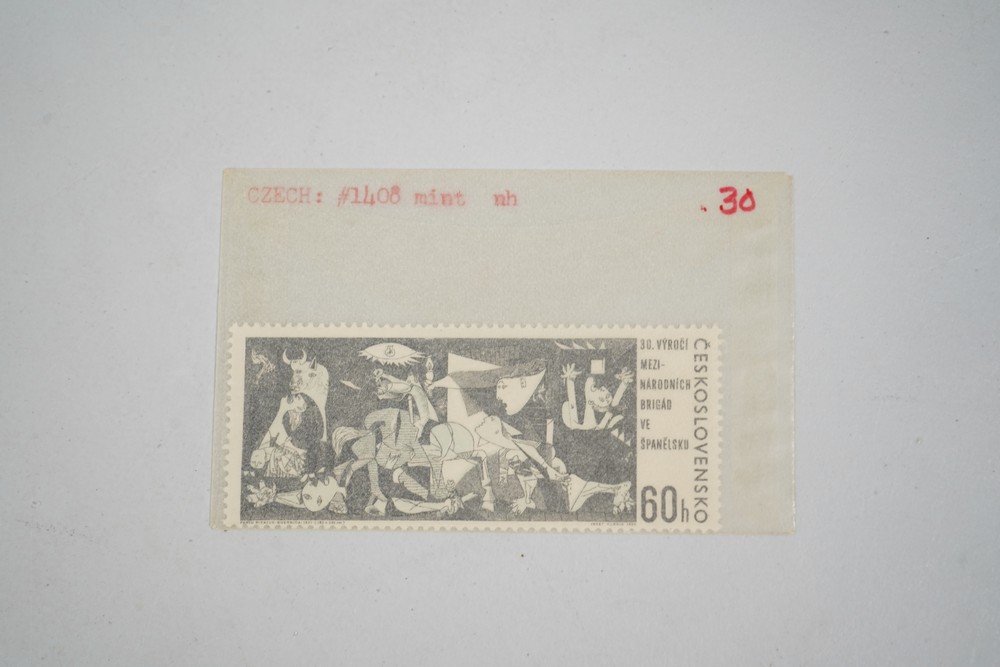 CZECH: #1408 mint nh
.30
30. VÝROČÍ
MEZI-
NÁRODNÍCH
BRIGÁD
VE
ŠPANĚLSKU
ČESKOSLOVENSKO
60h